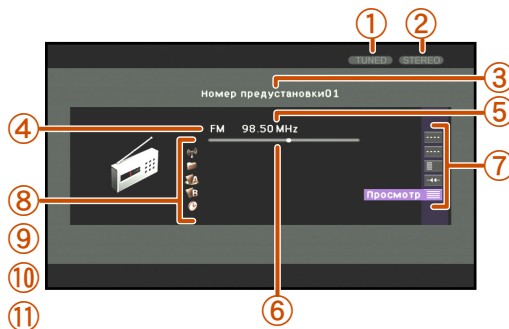 ① ②
TUNED STEREO
③
Номер предустановки01
⑤
④ FM 98.50 MHz
⑦
A
⑧ B
Просмотр
⑨
⑩
⑥
⑪